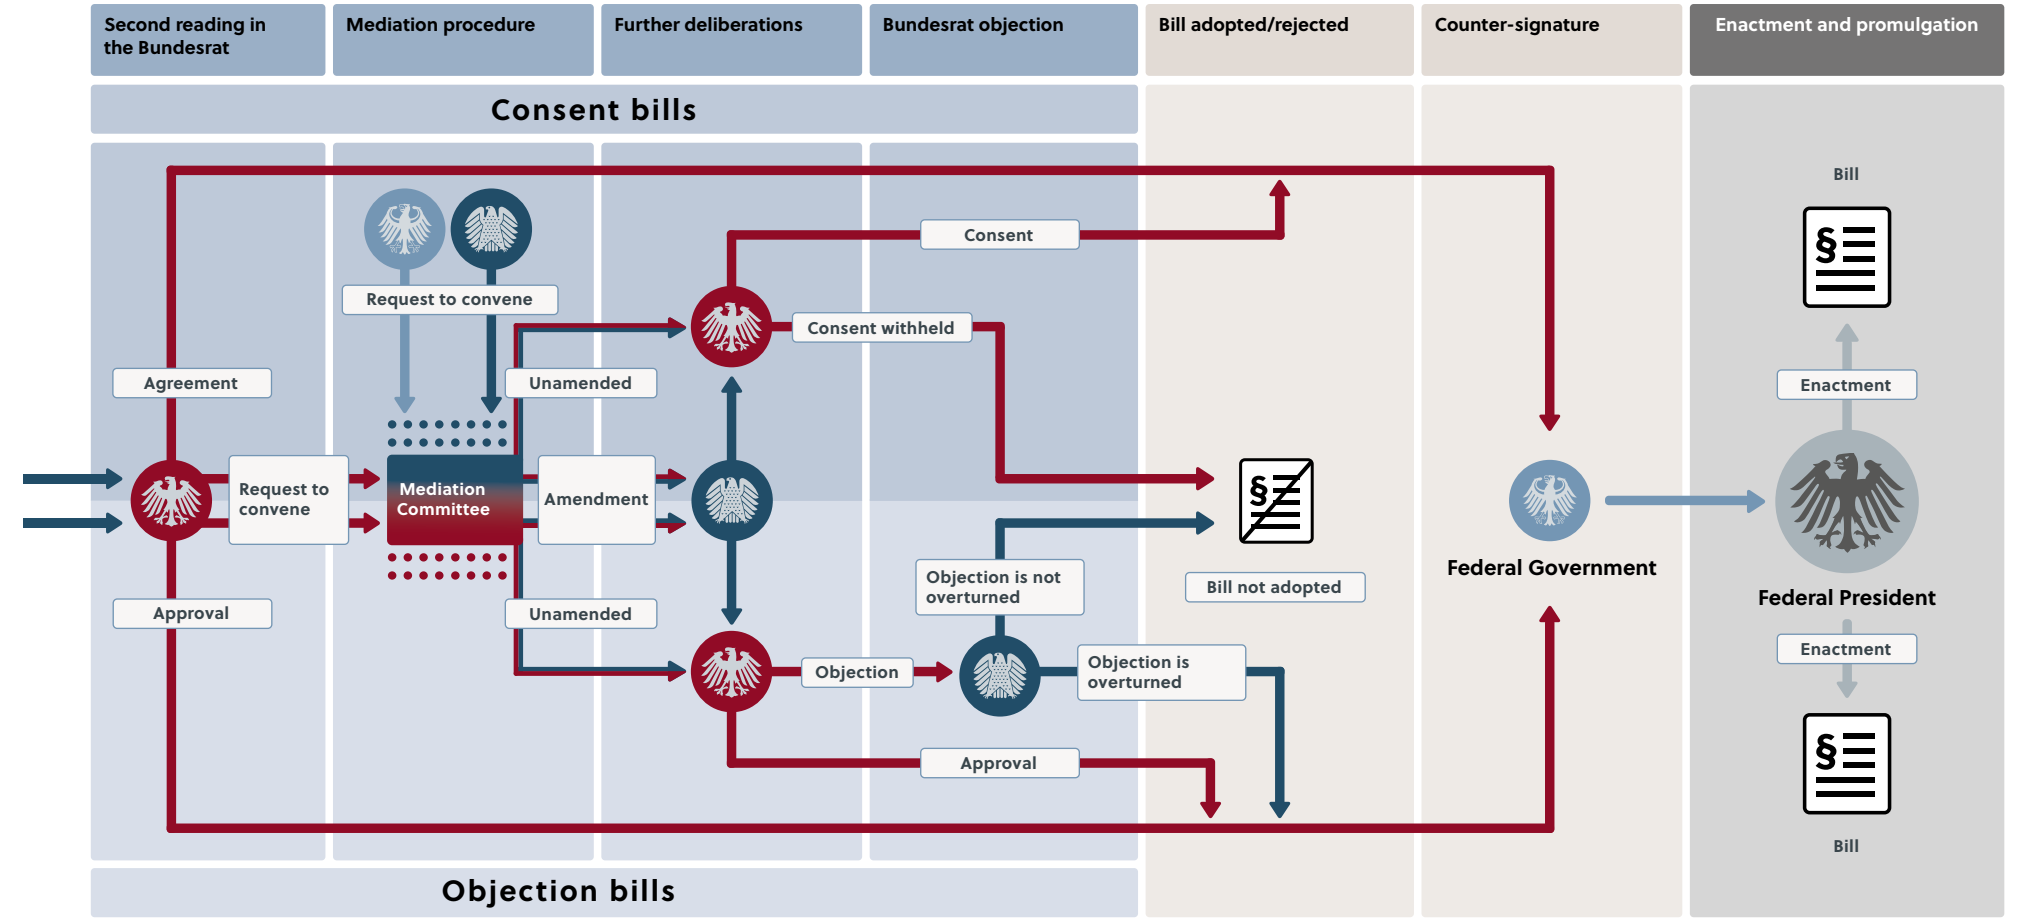 Second reading in
the Bundesrat
Mediation procedure
Further deliberations
Bundesrat objection
Bill adopted/rejected
Counter-signature
Enactment and promulgation
Consent bills
Bill
§
Consent
Request to convene
Consent withheld
Agreement
Unamended
Enactment
Request to
convene
Mediation
Committee
Amendment
§
Federal Government
Federal President
Objection is not
overturned
Bill not adopted
Approval
Unamended
Enactment
Objection
Objection is
overturned
Approval
§
Bill
Objection bills